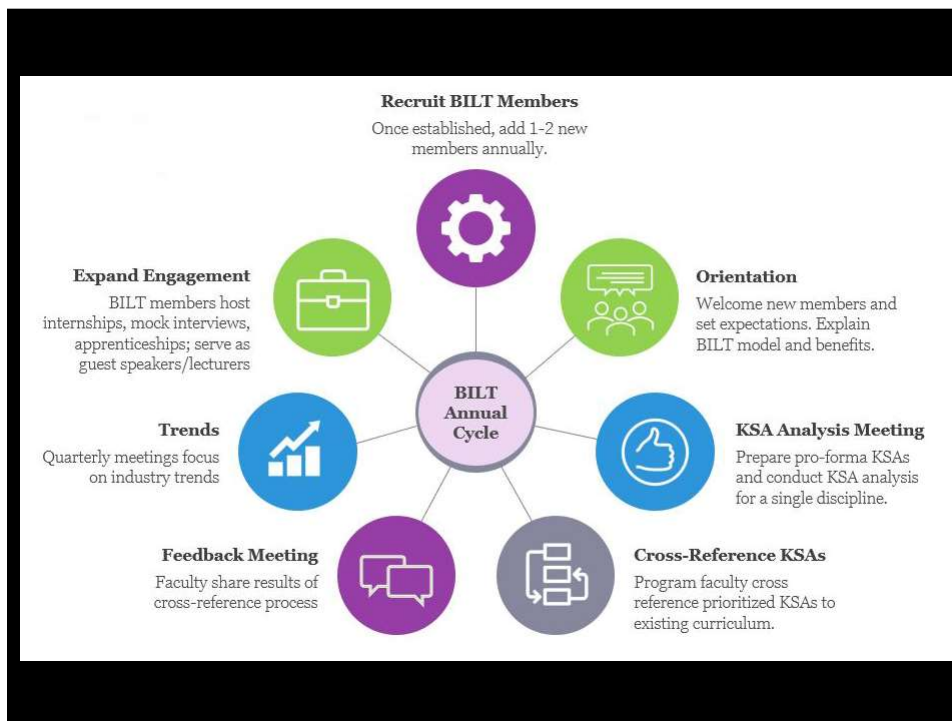 Recruit BILT Members
Once established, add 1-2 new
members annually.
Orientation
Welcome new members and
set expectations. Explain
BILT model and benefits.
KSA Analysis Meeting
Prepare pro-forma KSAs
and conduct KSA analysis
for a single discipline.
Cross-Reference KSAs
Program faculty cross
reference prioritized KSAs to
existing curriculum.
Feedback Meeting
Faculty share results of
cross-reference process
Trends
Quarterly meetings focus
on industry trends
Expand Engagement
BILT members host
internships, mock interviews,
apprenticeships; serve as
guest speakers/lecturers
BILT
Annual
Cycle